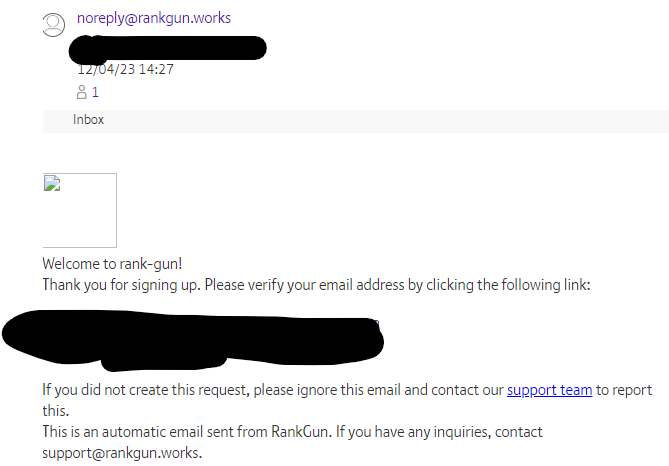 noreply@rankgun.works
12/04/23 14:27
1
Inbox
Welcome to rank-gun!
Thank you for signing up. Please verify your email address by clicking the following link:
If you did not create this request, please ignore this email and contact our support team to report
this.
This is an automatic email sent from RankGun. If you have any inquiries, contact
support@rankgun.works.